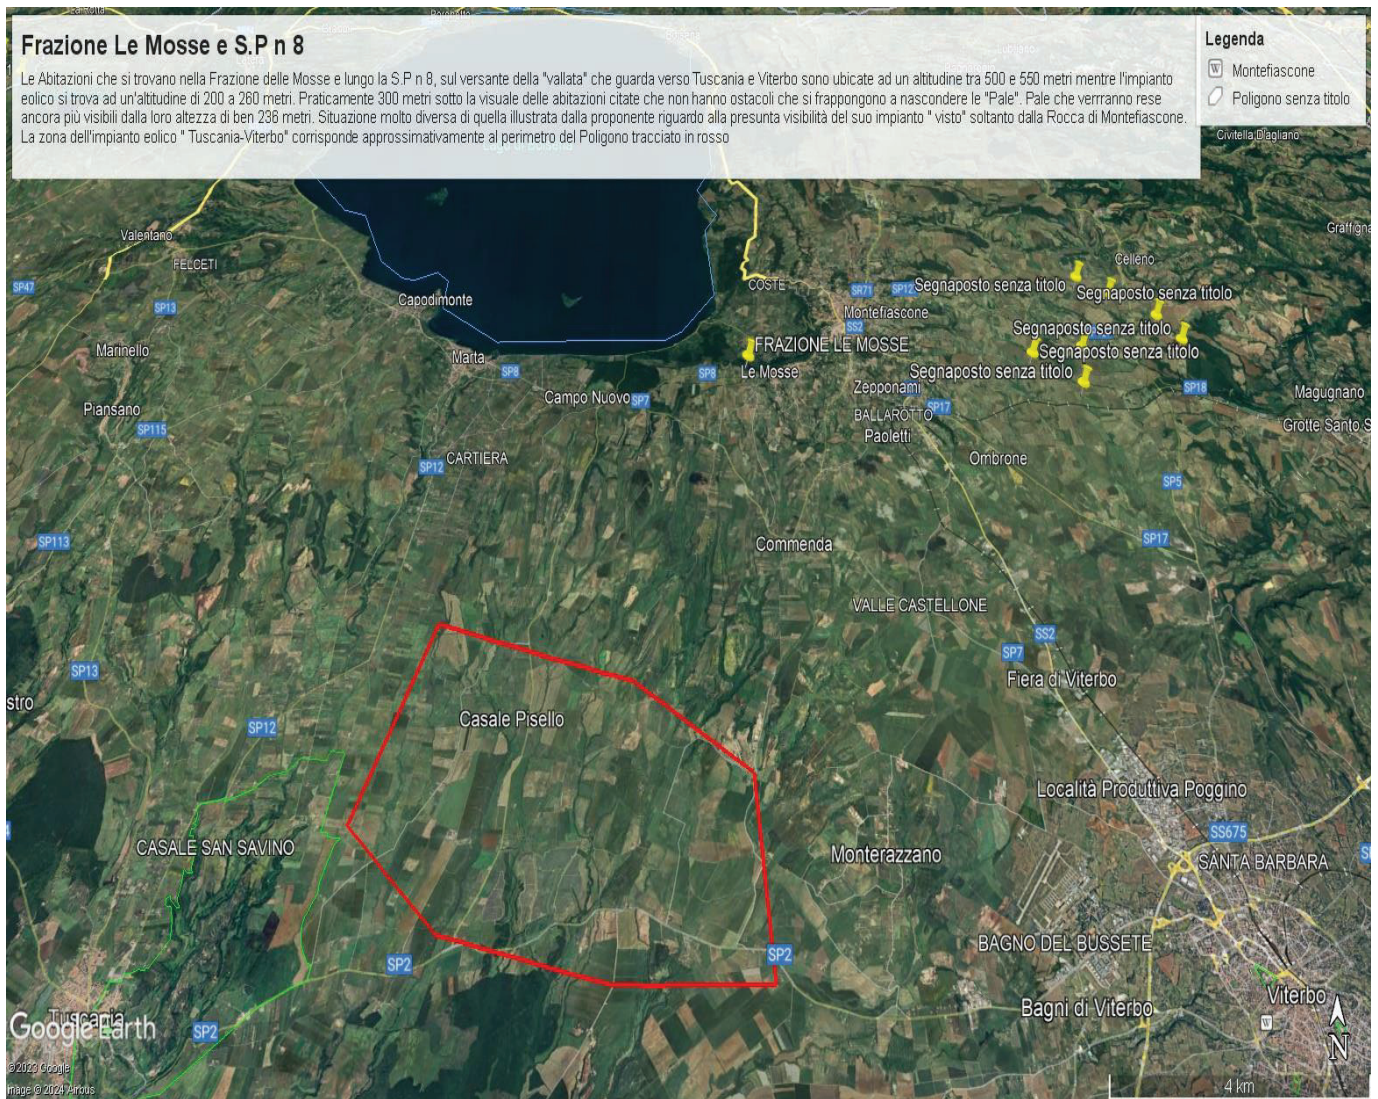 Frazione Le Mosse e S.P n 8
Le Abitazioni che si trovano nella Frazione delle Mosse e lungo la S.P n 8, sul versante della "vallata" che guarda verso Tuscania e Viterbo sono ubicate ad un altitudine tra 500 e 550 metri mentre l'impianto
eolico si trova ad un'altitudine di 200 a 260 metri. Praticamente 300 metri sotto la visuale delle abitazioni citate che non hanno ostacoli che si frappongono a nascondere le "Pale". Pale che verrranno rese
ancora più visibili dalla loro altezza di ben 236 metri. Situazione molto diversa di quella illustrata dalla proponente riguardo alla presunta visibilità del suo impianto " visto" soltanto dalla Rocca di Montefiascone.
La zona dell'impianto eolico " Tuscania-Viterbo" corrisponde approssimativamente al perimetro del Poligono tracciato in rosso
Legenda
W Montefiascone
Poligono senza titolo
Civitella D'agliano
Valentano
Graffigna
FELCETI
Celleno
SP47
COSTE
SR71
SP12
Segnaposto senza titolo
Segnaposto senza titolo
SP13
Capodimonte
Montefiascone
SS2
Segnaposto senza titolo
FRAZIONE LE MOSSE
Marinello
Marta
SP8
SP8
Le Mosse
Segnaposto senza titolo
Segnaposto senza titolo
Zepponami
SP18
Magugnano
Piansano
Campo Nuovo
SP7
SP17
BALLAROTTO
Grotte Santo S
SP115
Paoletti
SP12
CARTIERA
Ombrone
SP5
SP113
Commenda
SP17
VALLE CASTELLONE
SS2
SP7
SP13
Fiera di Viterbo
stro
Casale Pisello
SP12
Località Produttiva Poggino
SS675
CASALE SAN SAVINO
Monterazzano
SANTA BARBARA
BAGNO DEL BUSSETE
SP2
SP2
Viterbo
Bagni di Viterbo
W
Tuscania
Google Earth
SP2
N
©2023 Google
Image © 2024 Airbus
4 km